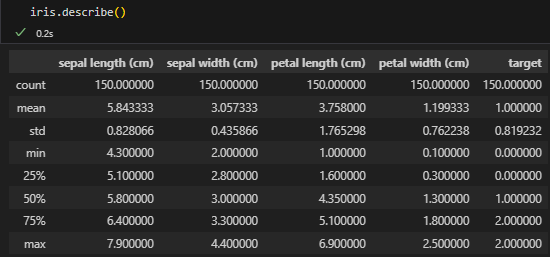 iris.describe()
0.2s
sepal length (cm) sepal width (cm) petal length (cm) petal width (cm) target
count 150.000000 150.000000 150.000000 150.000000 150.000000
mean 5.843333 3.057333 3.758000 1.199333 1.000000
std 0.828066 0.435866 1.765298 0.762238 0.819232
min 4.300000 2.000000 1.000000 0.100000 0.000000
25% 5.100000 2.800000 1.600000 0.300000 0.000000
50% 5.800000 3.000000 4.350000 1.300000 1.000000
75% 6.400000 3.300000 5.100000 1.800000 2.000000
max 7.900000 4.400000 6.900000 2.500000 2.000000